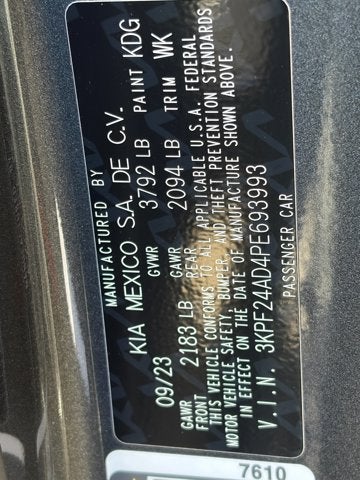 MANUFACTURED BY
KIA MEXICO S.A. DE C.V.
09/23 GVWR 3792 LB PAINT KDG
GAWR FRONT 2183 LB GAWR REAR 2094 LB TRIM WK
THIS VEHICLE CONFORMS TO ALL APPLICABLE U.S.A. FEDERAL
MOTOR VEHICLE SAFETY, BUMPER, AND THEFT PREVENTION STANDARDS
IN EFFECT ON THE DATE OF MANUFACTURE SHOWN ABOVE.
V.I.N. 3KPF24AD4PE693993
PASSENGER CAR
7610